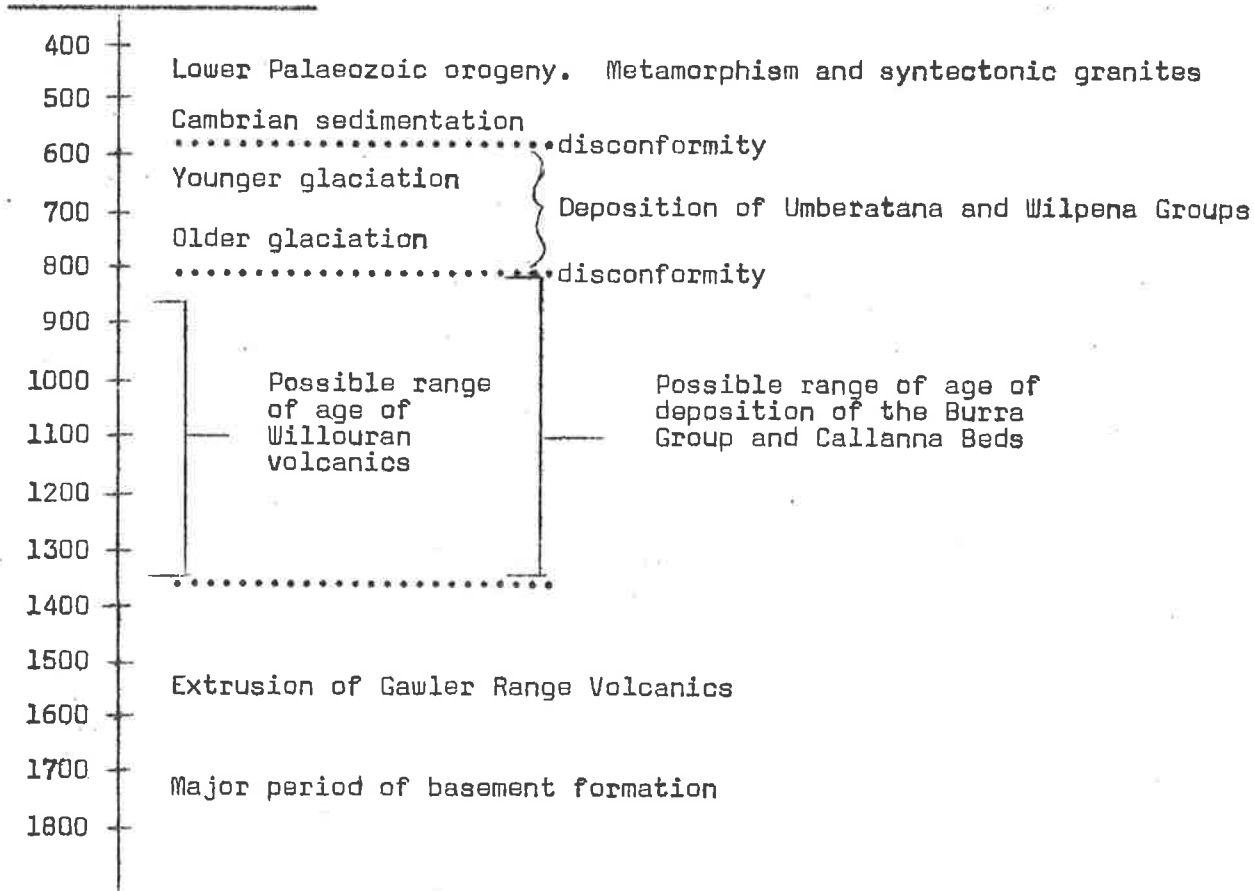 400
Lower Palaeozoic orogeny. Metamorphism and syntectonic granites
500
Cambrian sedimentation
disconformity
600
Younger glaciation
700
Deposition of Umberatana and Wilpena Groups
Older glaciation
800
disconformity
900
1000
Possible range
of age of
Willouran
volcanics
Possible range of age of
deposition of the Burra
Group and Callanna Beds
1100
1200
1300
1400
1500
Extrusion of Gawler Range Volcanics
1600
1700
Major period of basement formation
1800